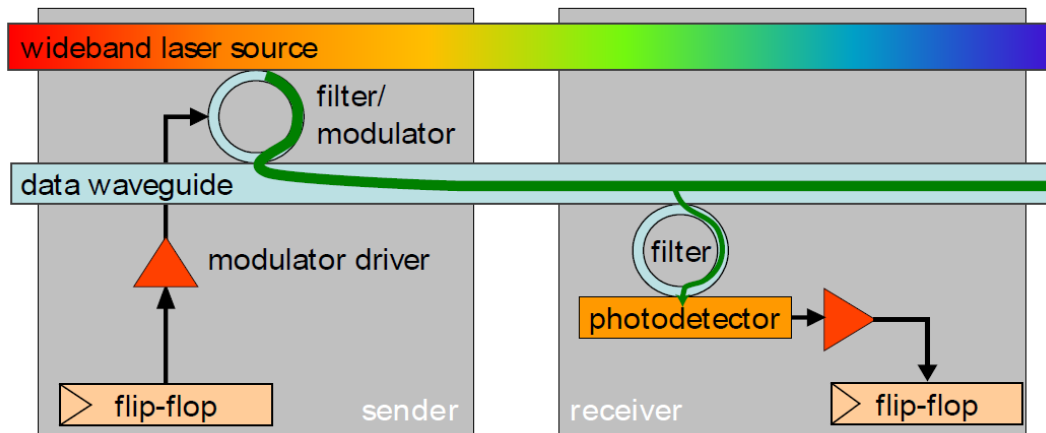 wideband laser source
filter/
modulator
data waveguide
filter
modulator driver
photodetector
flip-flop
sender
receiver
flip-flop